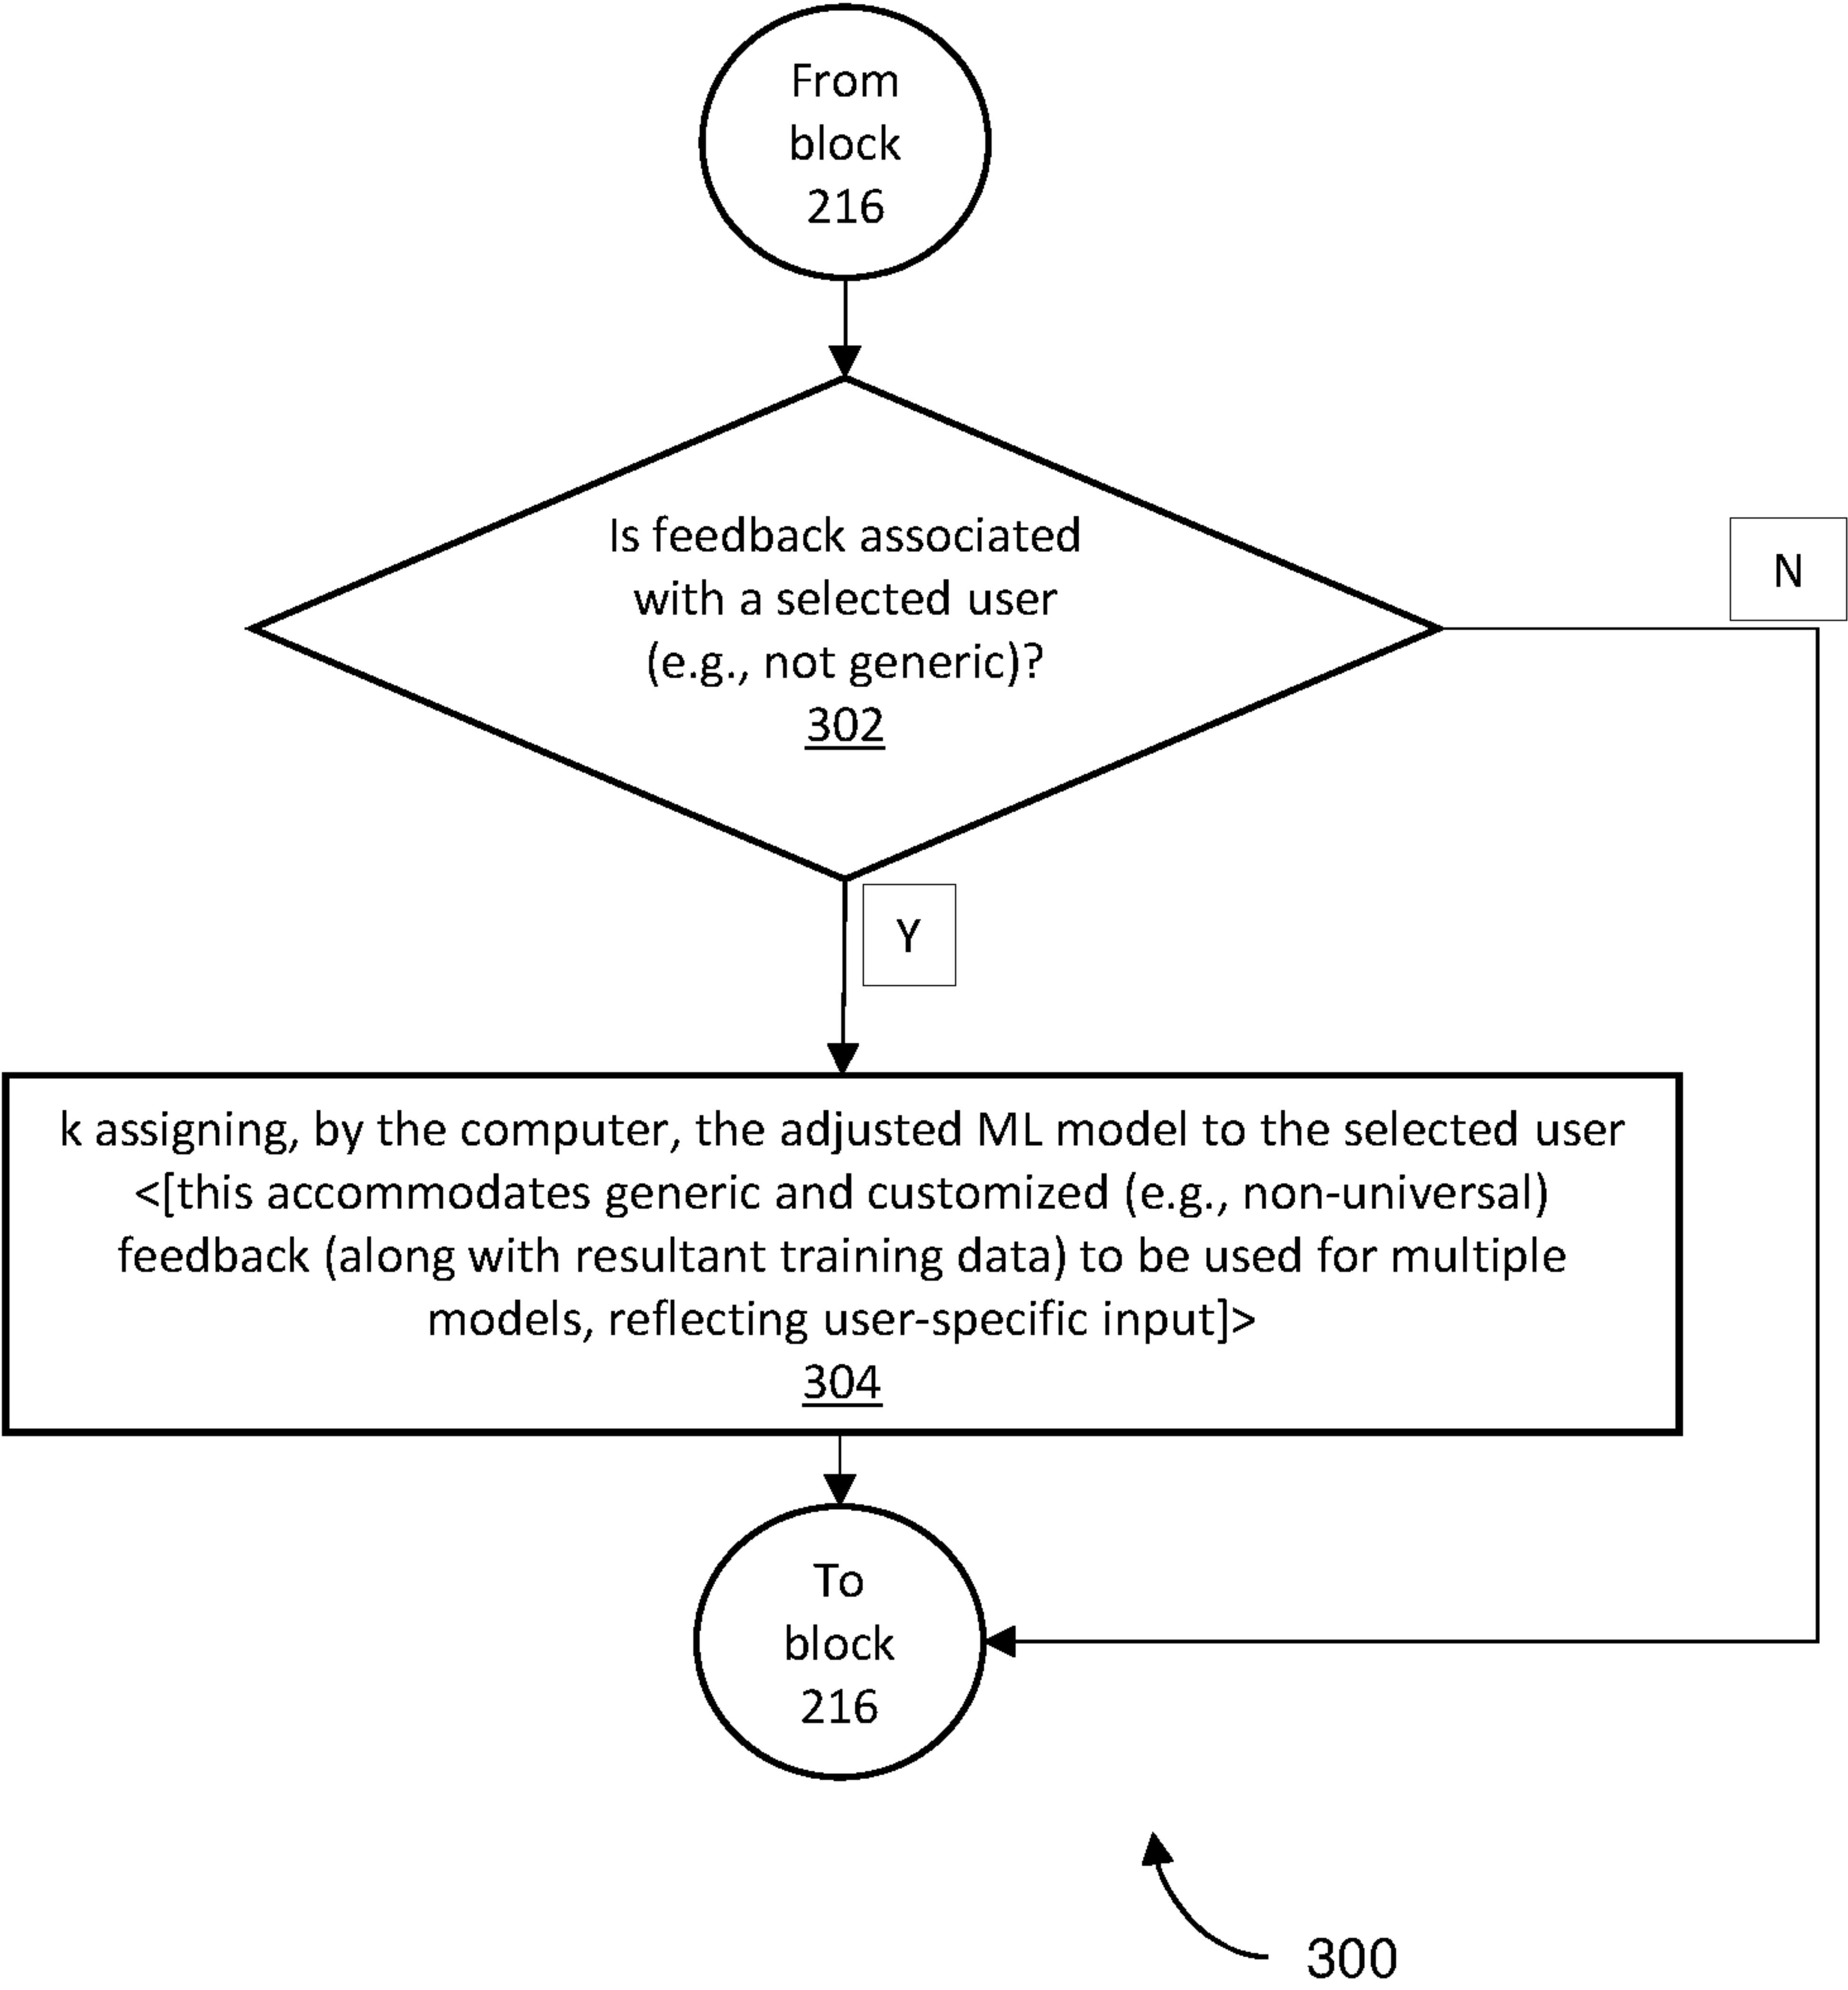 From
block
216
Is feedback associated
with a selected user
(e.g., not generic)?
302
N
Y
k assigning, by the computer, the adjusted ML model to the selected user
<[this accommodates generic and customized (e.g., non-universal)
feedback (along with resultant training data) to be used for multiple
models, reflecting user-specific input]>
304
To
block
216
300